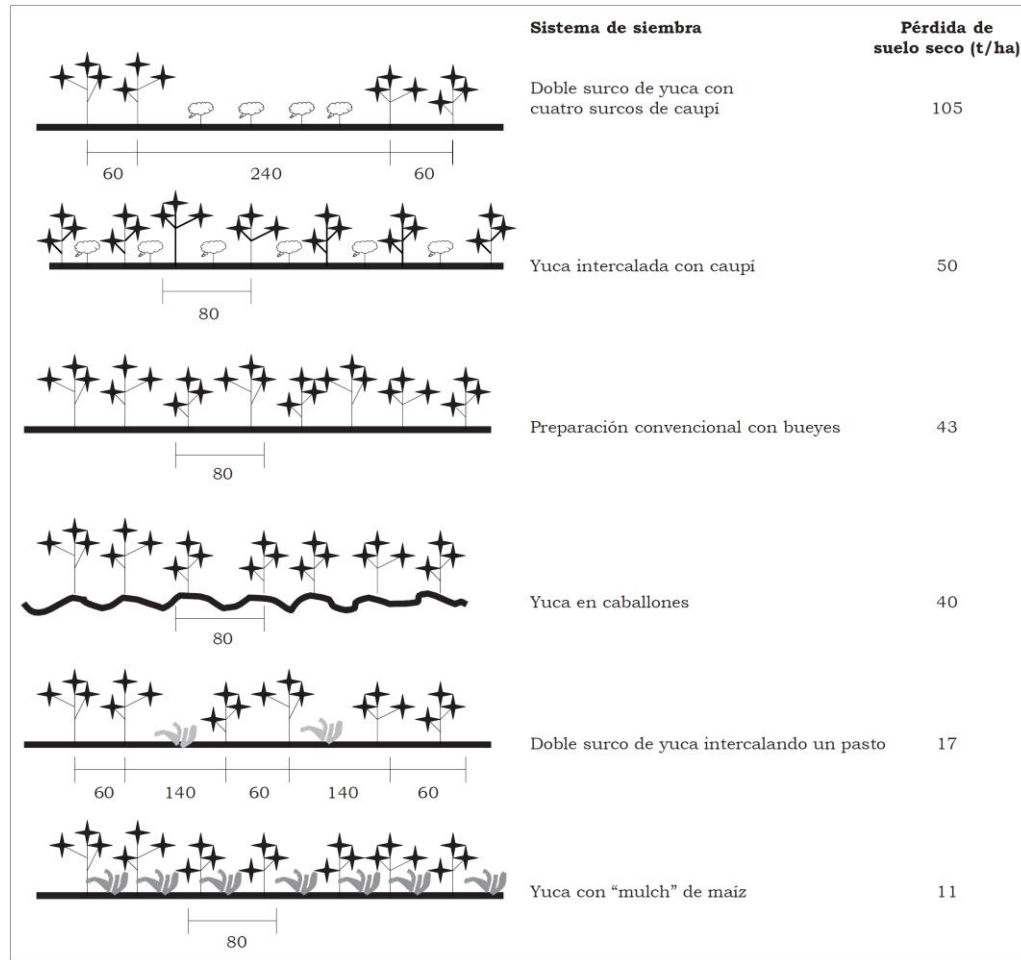 Sistema de siembra
Pérdida de
suelo seco (t/ha)
Doble surco de yuca con
cuatro surcos de caupí
105
60 240 60
Yuca intercalada con caupí
50
80
Preparación convencional con bueyes
43
80
Yuca en caballones
40
80
Doble surco de yuca intercalando un pasto
17
60 140 60 140 60
Yuca con “mulch” de maíz
11
80